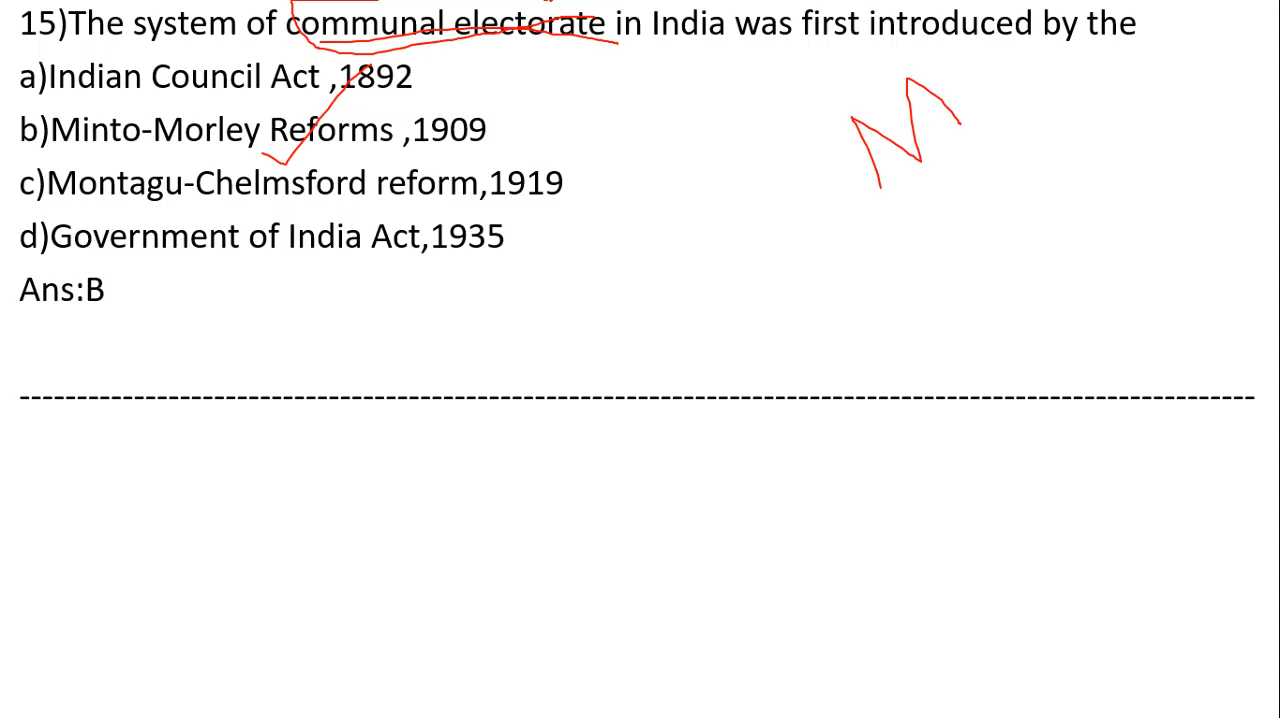 15)The system of communal electorate in India was first introduced by the
a)Indian Council Act ,1892
b)Minto-Morley Reforms ,1909
c)Montagu-Chelmsford reform,1919
d)Government of India Act,1935
Ans:B
M